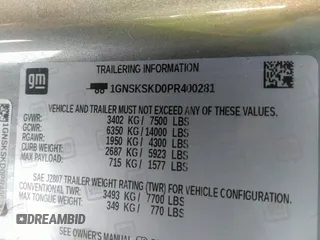 gm
TRAILERING INFORMATION
1GNSKSKD0PR400281
VEHICLE AND TRAILER MUST NOT EXCEED ANY OF THESE MAXIMUMS
GVWR: 3402 KG/ 7500 LBS
GCWR: 6350 KG/14000 LBS
RGAWR: 1950 KG/ 4300 LBS
CURB WEIGHT: 2687 KG/ 5923 LBS
MAX PAYLOAD: 715 KG/ 1577 LBS
SAE J2807 TRAILER WEIGHT RATING (TWR) FOR VEHICLE CONFIGURATION.
CONVENTIONAL TWR: 3493 KG/ 7700 LBS
MAX TONGUE WEIGHT: 349 KG/ 770 LBS
SEE OWNER'S MANUAL
DREAMBID